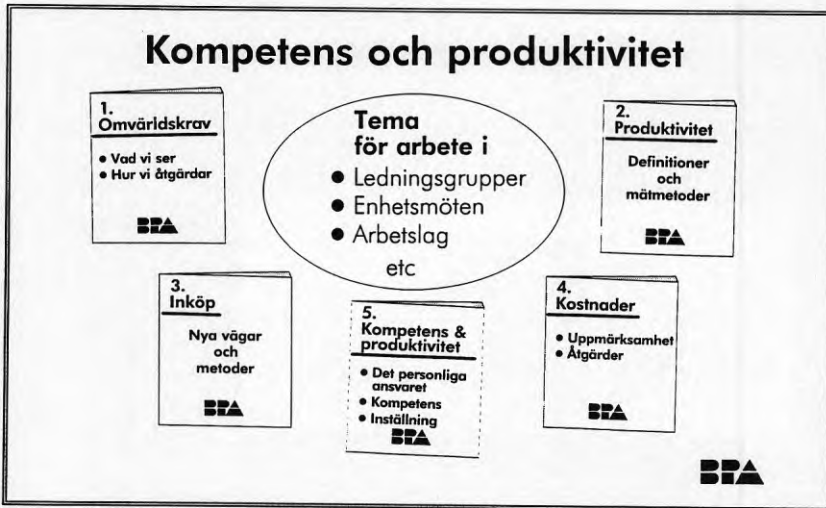 Kompetens och produktivitet
1.
Omvärldskrav
● Vad vi ser
● Hur vi åtgärdar
BPA
Tema
för arbete i
● Ledningsgrupper
● Enhetsmöten
● Arbetslag
etc
2.
Produktivitet
Definitioner
och
mätmetoder
BPA
3.
Inköp
Nya vägar
och
metoder
BPA
5.
Kompetens &
produktivitet
● Det personliga
ansvaret
● Kompetens
● Inställning
BPA
4.
Kostnader
● Uppmärksamhet
● Åtgärder
BPA
BPA